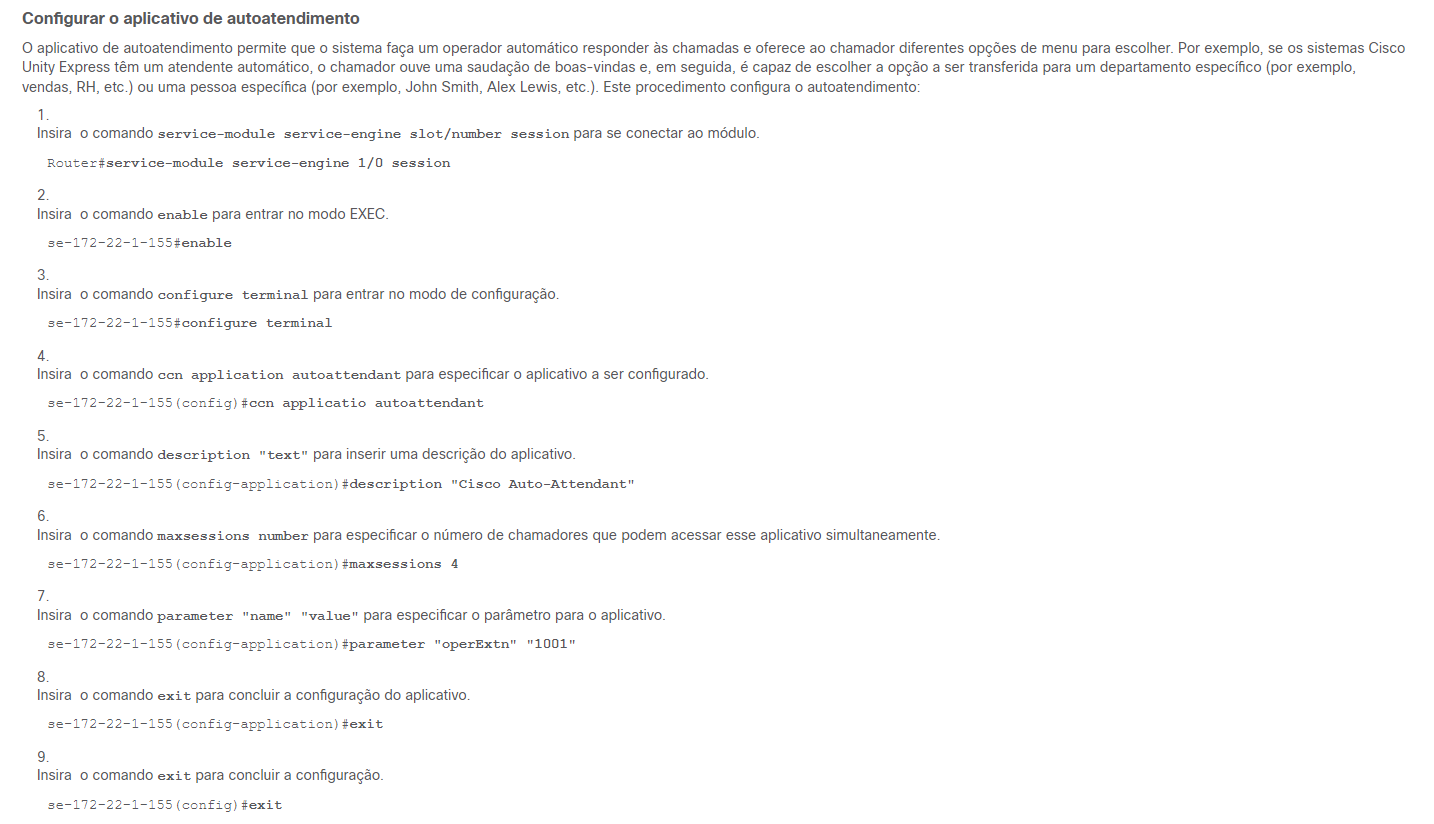 Configurar o aplicativo de autoatendimento
O aplicativo de autoatendimento permite que o sistema faça um operador automático responder às chamadas e oferece ao chamador diferentes opções de menu para escolher. Por exemplo, se os sistemas Cisco
Unity Express têm um atendente automático, o chamador ouve uma saudação de boas-vindas e, em seguida, é capaz de escolher a opção a ser transferida para um departamento específico (por exemplo,
vendas, RH, etc.) ou uma pessoa específica (por exemplo, John Smith, Alex Lewis, etc.). Este procedimento configura o autoatendimento:
1.
Insira o comando service-module service-engine slot/number session para se conectar ao módulo.
Router#service-module service-engine 1/0 session
2.
Insira o comando enable para entrar no modo EXEC.
se-172-22-1-155#enable
3.
Insira o comando configure terminal para entrar no modo de configuração.
se-172-22-1-155#configure terminal
4.
Insira o comando ccn application autoattendant para especificar o aplicativo a ser configurado.
se-172-22-1-155(config)#ccn applicatio autoattendant
5.
Insira o comando description "text" para inserir uma descrição do aplicativo.
se-172-22-1-155(config-application)#description "Cisco Auto-Attendant"
6.
Insira o comando maxsessions number para especificar o número de chamadores que podem acessar esse aplicativo simultaneamente.
se-172-22-1-155(config-application)#maxsessions 4
7.
Insira o comando parameter "name" "value" para especificar o parâmetro para o aplicativo.
se-172-22-1-155(config-application)#parameter "operExtn" "1001"
8.
Insira o comando exit para concluir a configuração do aplicativo.
se-172-22-1-155(config-application)#exit
9.
Insira o comando exit para concluir a configuração.
se-172-22-1-155(config)#exit